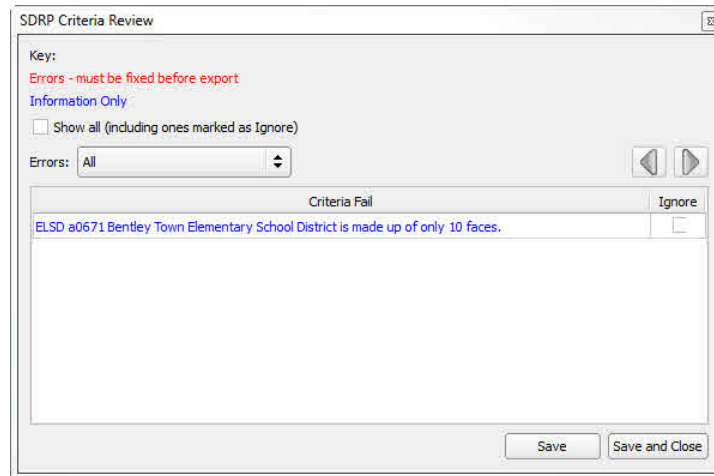 SDRP Criteria Review
Key:
Errors - must be fixed before export
Information Only
Show all (including ones marked as Ignore)
Errors: All
Criteria Fail Ignore
ELSD a0671 Bentley Town Elementary School District is made up of only 10 faces.
Save Save and Close